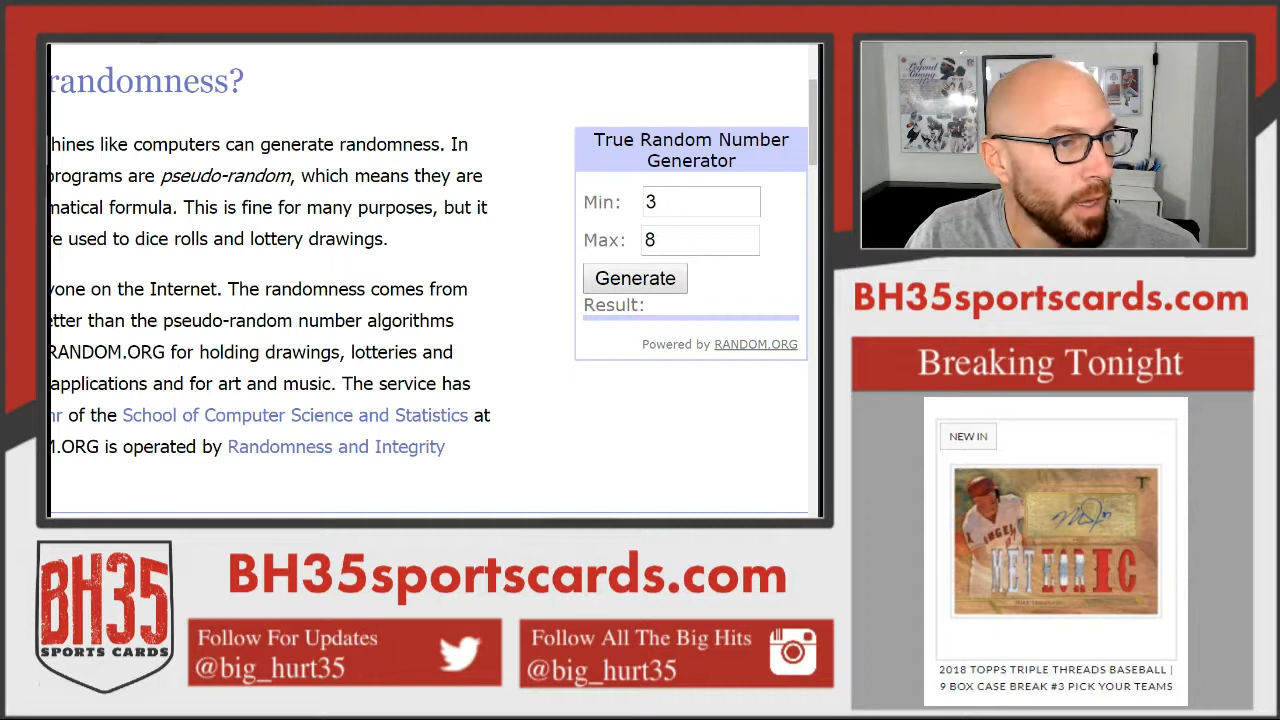 randomness?
hines like computers can generate randomness. In
programs are pseudo-random, which means they are
matical formula. This is fine for many purposes, but it
re used to dice rolls and lottery drawings.
yone on the Internet. The randomness comes from
etter than the pseudo-random number algorithms
RANDOM.ORG for holding drawings, lotteries and
applications and for art and music. The service has
hr of the School of Computer Science and Statistics at
M.ORG is operated by Randomness and Integrity
True Random Number
Generator
Min: 3
Max: 8
Generate
Result:
Powered by RANDOM.ORG
BH35sportscards.com
Breaking Tonight
NEW IN
ANGELS
METEORIC
2018 TOPPS TRIPLE THREADS BASEBALL |
9 BOX CASE BREAK #3 PICK YOUR TEAMS
BH35
SPORTS CARDS
BH35sportscards.com
Follow For Updates
@big_hurt35
Follow All The Big Hits
@big_hurt35